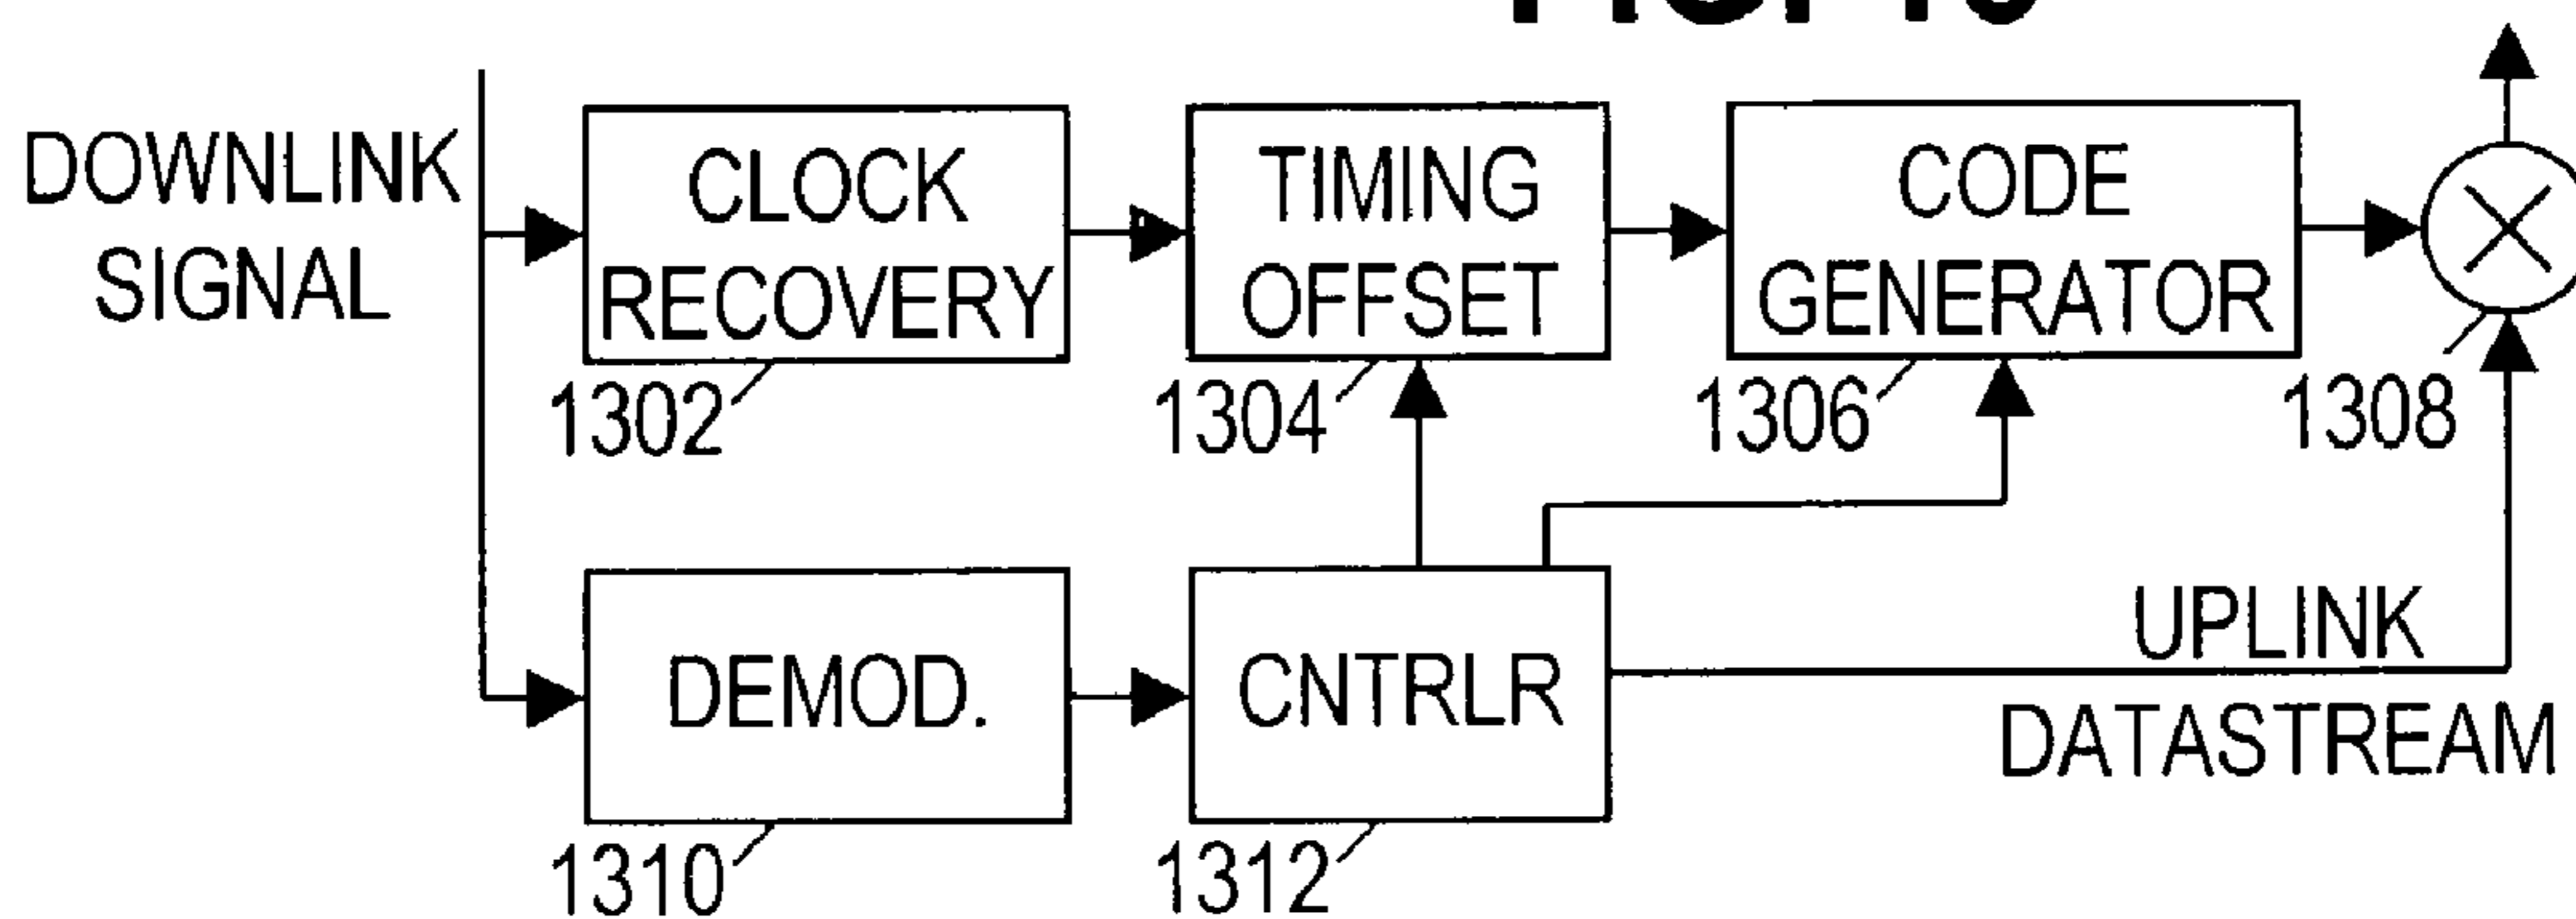 DOWNLINK
SIGNAL
CLOCK
RECOVERY
1302
TIMING
OFFSET
1304
CODE
GENERATOR
1306
1308
DEMOD.
1310
CNTRLR
1312
UPLINK
DATASTREAM